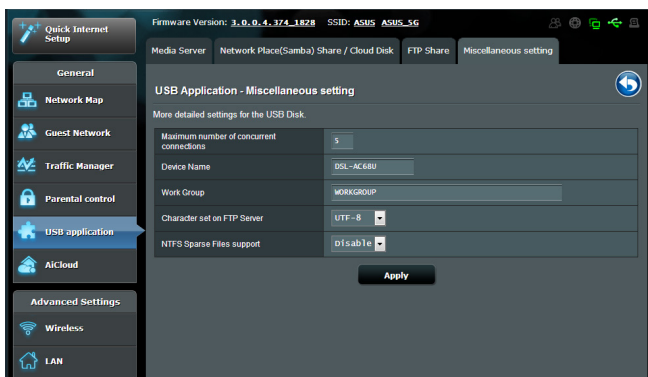 Quick Internet
Setup
Firmware Version: 3.0.0.4.374_1828 SSID: ASUS ASUS_5G
Media Server
Network Place(Samba) Share / Cloud Disk
FTP Share
Miscellaneous setting
General
Network Map
Guest Network
Traffic Manager
Parental control
USB application
AiCloud
Advanced Settings
Wireless
LAN
USB Application - Miscellaneous setting
More detailed settings for the USB Disk.
Maximum number of concurrent
connections
5
Device Name
DSL-AC68U
Work Group
WORKGROUP
Character set on FTP Server
UTF-8
NTFS Sparse Files support
Disable
Apply